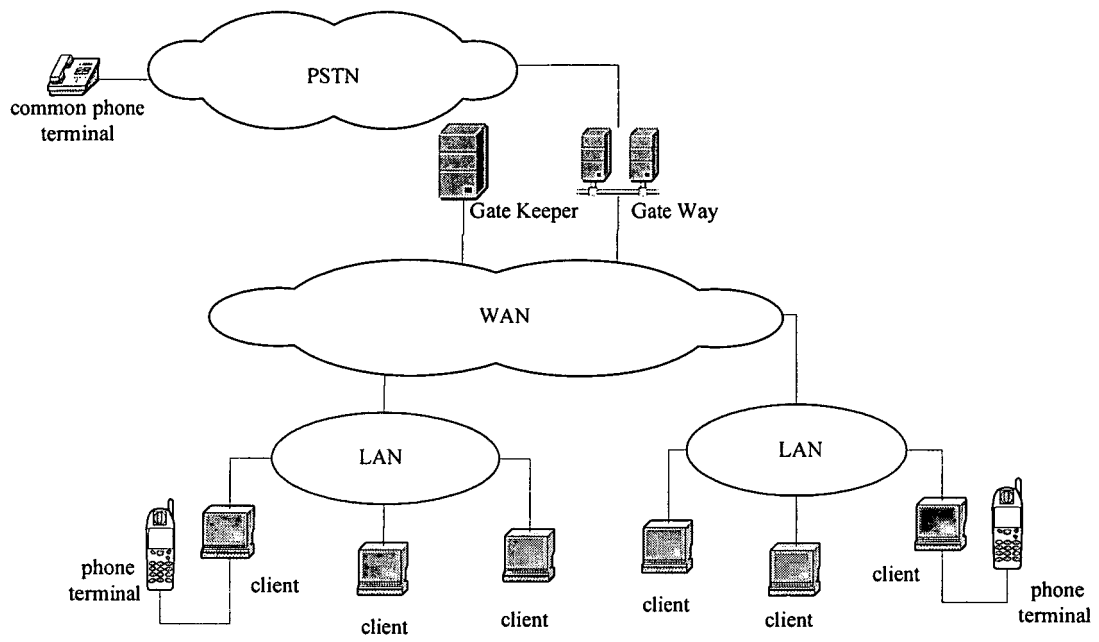 PSTN
common phone
terminal
Gate Keeper
Gate Way
WAN
LAN
LAN
phone
terminal
client
client
client
client
client
client
phone
terminal